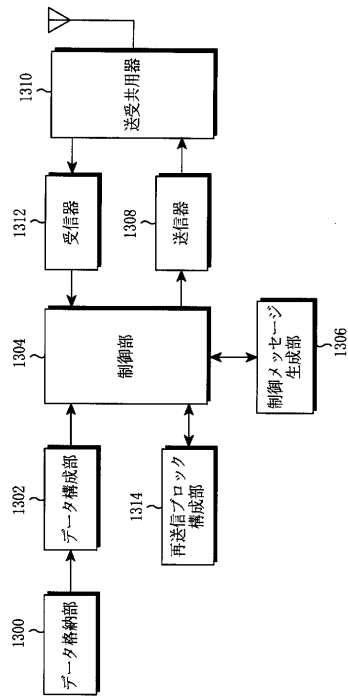 1300
データ格納部
1302
データ構成部
1304
制御部
1312
受信器
1308
送信器
1310
送受共用器
1314
再送信ブロック
構成部
1306
制御メッセージ
生成部